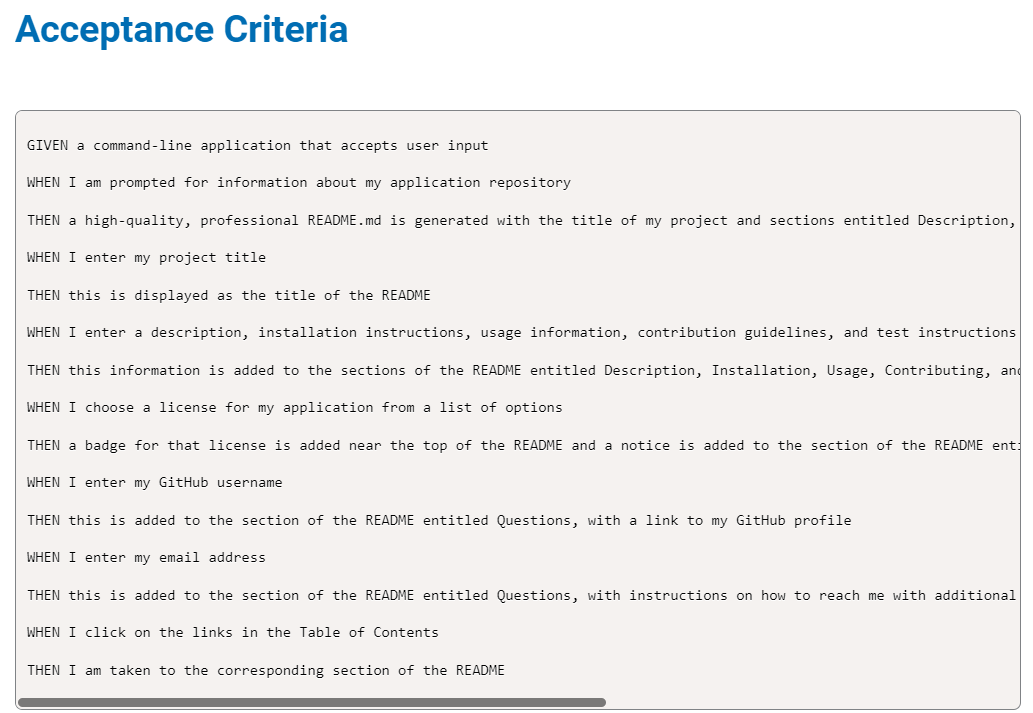 Acceptance Criteria
GIVEN a command-line application that accepts user input
WHEN I am prompted for information about my application repository
THEN a high-quality, professional README.md is generated with the title of my project and sections entitled Description,
WHEN I enter my project title
THEN this is displayed as the title of the README
WHEN I enter a description, installation instructions, usage information, contribution guidelines, and test instructions
THEN this information is added to the sections of the README entitled Description, Installation, Usage, Contributing, and
WHEN I choose a license for my application from a list of options
THEN a badge for that license is added near the top of the README and a notice is added to the section of the README
WHEN I enter my GitHub username
THEN this is added to the section of the README entitled Questions, with a link to my GitHub profile
WHEN I enter my email address
THEN this is added to the section of the README entitled Questions, with instructions on how to reach me with additional
WHEN I click on the links in the Table of Contents
THEN I am taken to the corresponding section of the README